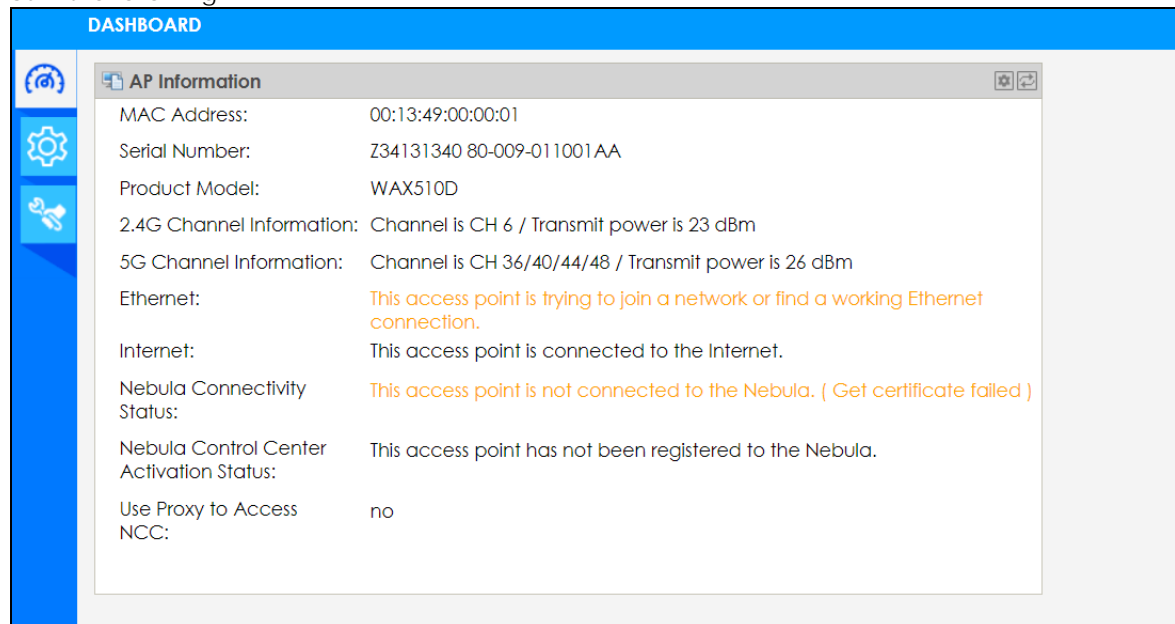 DASHBOARD
AP Information
MAC Address: 00:13:49:00:00:01
Serial Number: Z34131340 80-009-011001AA
Product Model: WAX510D
2.4G Channel Information: Channel is CH 6 / Transmit power is 23 dBm
5G Channel Information: Channel is CH 36/40/44/48 / Transmit power is 26 dBm
Ethernet: This access point is trying to join a network or find a working Ethernet
connection.
Internet: This access point is connected to the Internet.
Nebula Connectivity
Status:
This access point is not connected to the Nebula. ( Get certificate failed )
Nebula Control Center
Activation Status:
This access point has not been registered to the Nebula.
Use Proxy to Access
NCC:
no